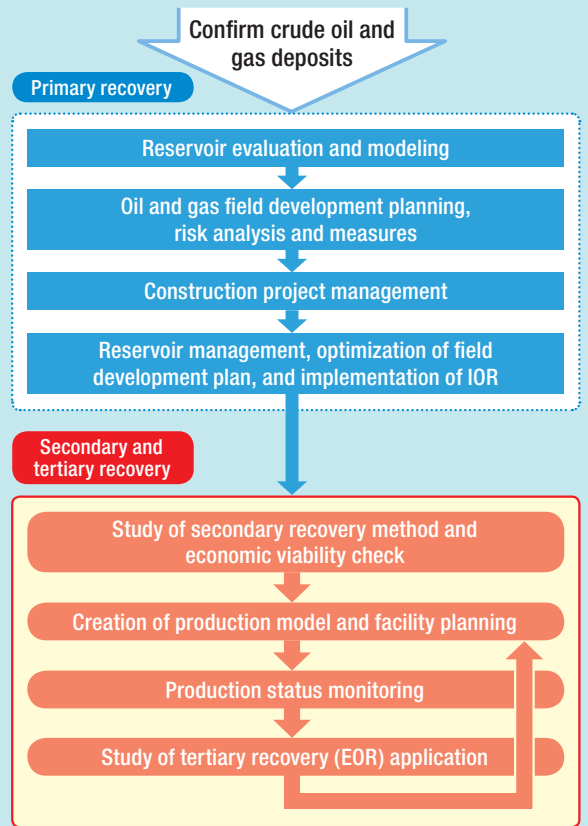 Confirm crude oil and
gas deposits
Primary recovery
Reservoir evaluation and modeling
Oil and gas field development planning,
risk analysis and measures
Construction project management
Reservoir management, optimization of field
development plan, and implementation of IOR
Secondary and
tertiary recovery
Study of secondary recovery method and
economic viability check
Creation of production model and facility planning
Production status monitoring
Study of tertiary recovery (EOR) application